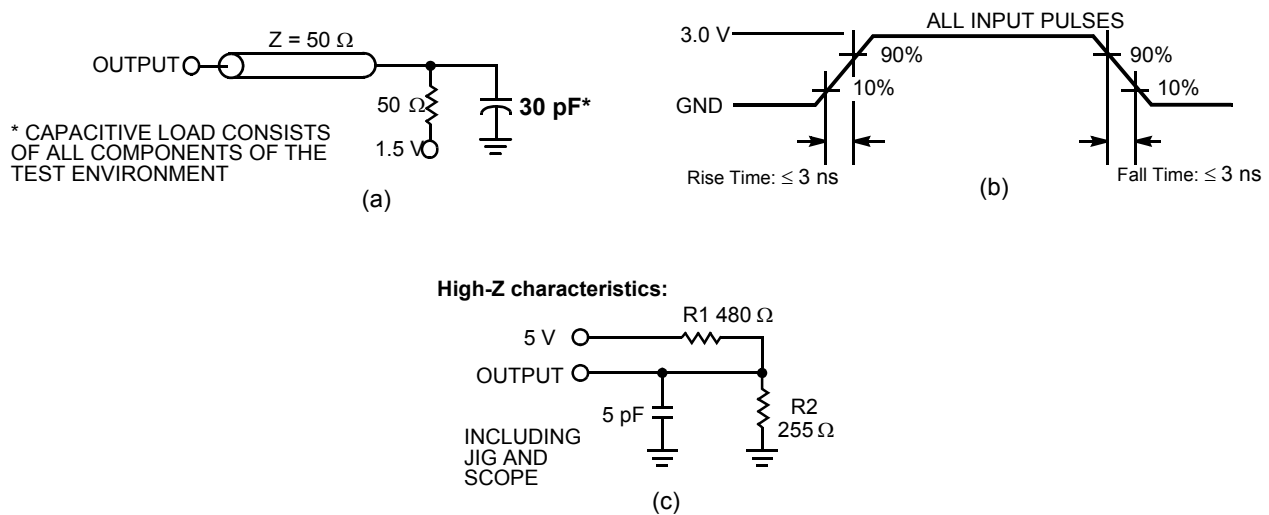 Z = 50 Ω
OUTPUT
50 Ω
30 pF*
1.5 V
* CAPACITIVE LOAD CONSISTS
OF ALL COMPONENTS OF THE
TEST ENVIRONMENT
(a)
ALL INPUT PULSES
3.0 V
90%
90%
10%
10%
GND
Rise Time: ≤ 3 ns
Fall Time: ≤ 3 ns
(b)
High-Z characteristics:
R1 480 Ω
5 V
OUTPUT
5 pF
R2
255 Ω
INCLUDING
JIG AND
SCOPE
(c)